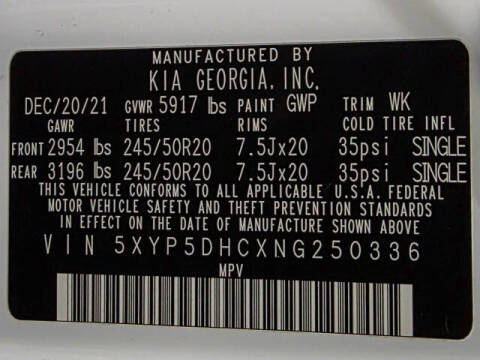 MANUFACTURED BY
KIA GEORGIA, INC.
DEC/20/21 GVWR 5917 lbs PAINT GWP TRIM WK
GAWR TIRES RIMS COLD TIRE INFL
FRONT 2954 lbs 245/50R20 7.5Jx20 35psi SINGLE
REAR 3196 lbs 245/50R20 7.5Jx20 35psi SINGLE
THIS VEHICLE CONFORMS TO ALL APPLICABLE U.S.A. FEDERAL
MOTOR VEHICLE SAFETY AND THEFT PREVENTION STANDARDS
IN EFFECT ON THE DATE OF MANUFACTURE SHOWN ABOVE
VIN 5XYP5DHCXNG250336
MPV